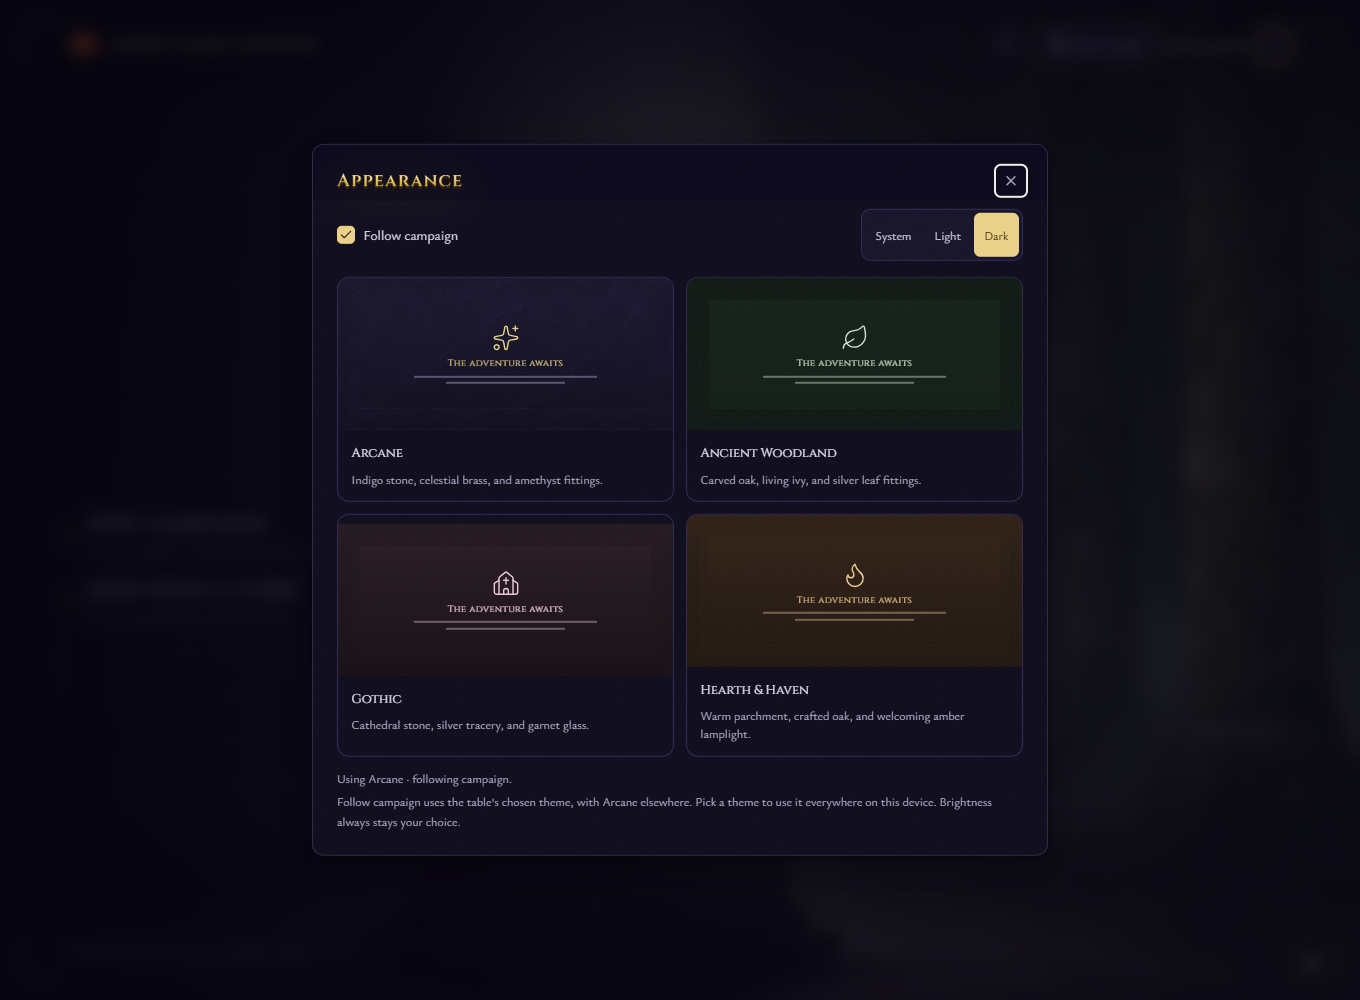 Appearance
Follow campaign
System Light Dark
The adventure awaits
Arcane
Indigo stone, celestial brass, and amethyst fittings.
The adventure awaits
Ancient Woodland
Carved oak, living ivy, and silver leaf fittings.
The adventure awaits
Gothic
Cathedral stone, silver tracery, and garnet glass.
The adventure awaits
Hearth & Haven
Warm parchment, crafted oak, and welcoming amber
lamplight.
Using Arcane · following campaign.
Follow campaign uses the table's chosen theme, with Arcane elsewhere. Pick a theme to use it everywhere on this device. Brightness
always stays your choice.